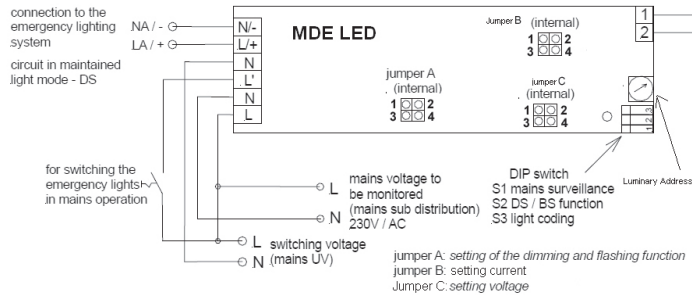 connection to the
emergency lighting
.system
NA / -
LA / +
circuit in maintained
.light mode - DS
N/-
L/+
N
.L'
N
.L
MDE LED
Jumper B
(internal)
1 2
3 4
jumper A
. (internal)
1 2
3 4
jumper C
. (internal)
1 2
3 4
1
2
1 2 3
for switching the
emergency lights
.in mains operation
L
N
mains voltage to
be monitored
(mains sub distribution)
230V / AC
L
N
switching voltage
.(mains UV)
DIP switch
S1 mains surveillance
S2 DS / BS function
.S3 light coding
Luminary Address
jumper A: setting of the dimming and flashing function
jumper B: setting current
Jumper C: setting voltage